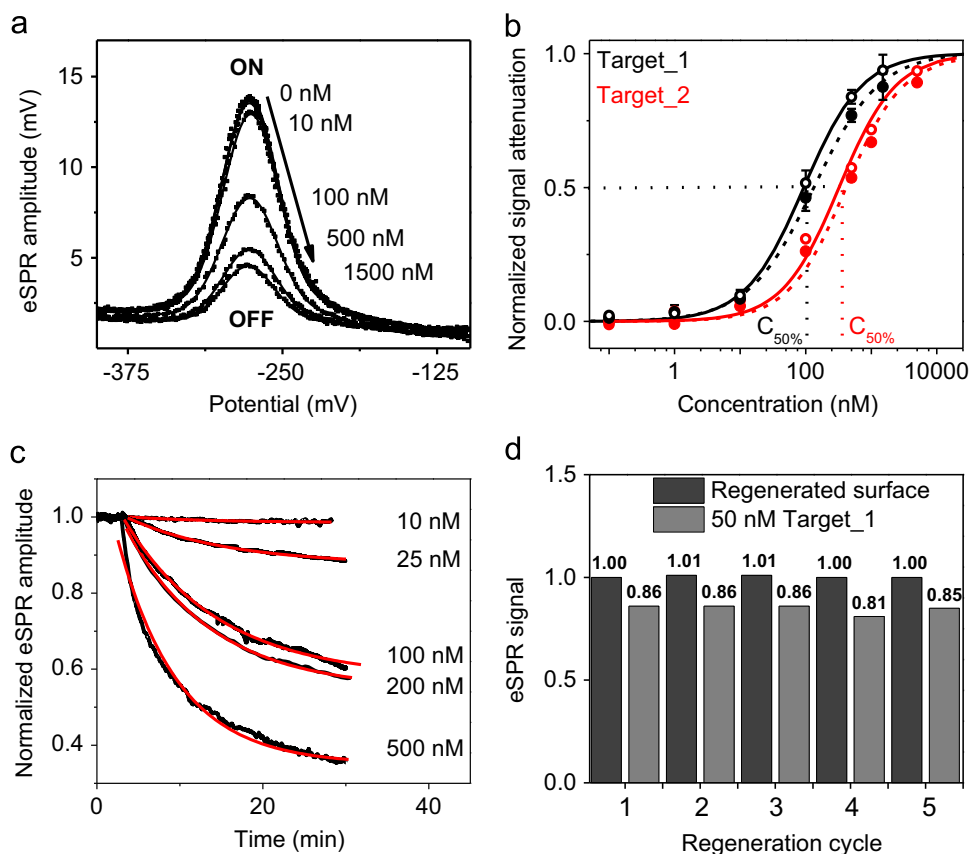 a
eSPR amplitude (mV)
15
10
5
ON
0 nM
10 nM
100 nM
500 nM
1500 nM
OFF
-375
-250
-125
Potential (mV)
b
Normalized signal attenuation
1.0
0.5
0.0
Target_1
Target_2
C50%
C50%
1
100
10000
Concentration (nM)
c
Normalized eSPR amplitude
1.0
0.8
0.6
0.4
10 nM
25 nM
100 nM
200 nM
500 nM
0
20
40
Time (min)
d
eSPR signal
1.5
1.0
0.5
0.0
Regenerated surface
50 nM Target_1
1.00
0.86
1.01
0.86
1.01
0.86
1.00
0.81
1.00
0.85
1
2
3
4
5
Regeneration cycle